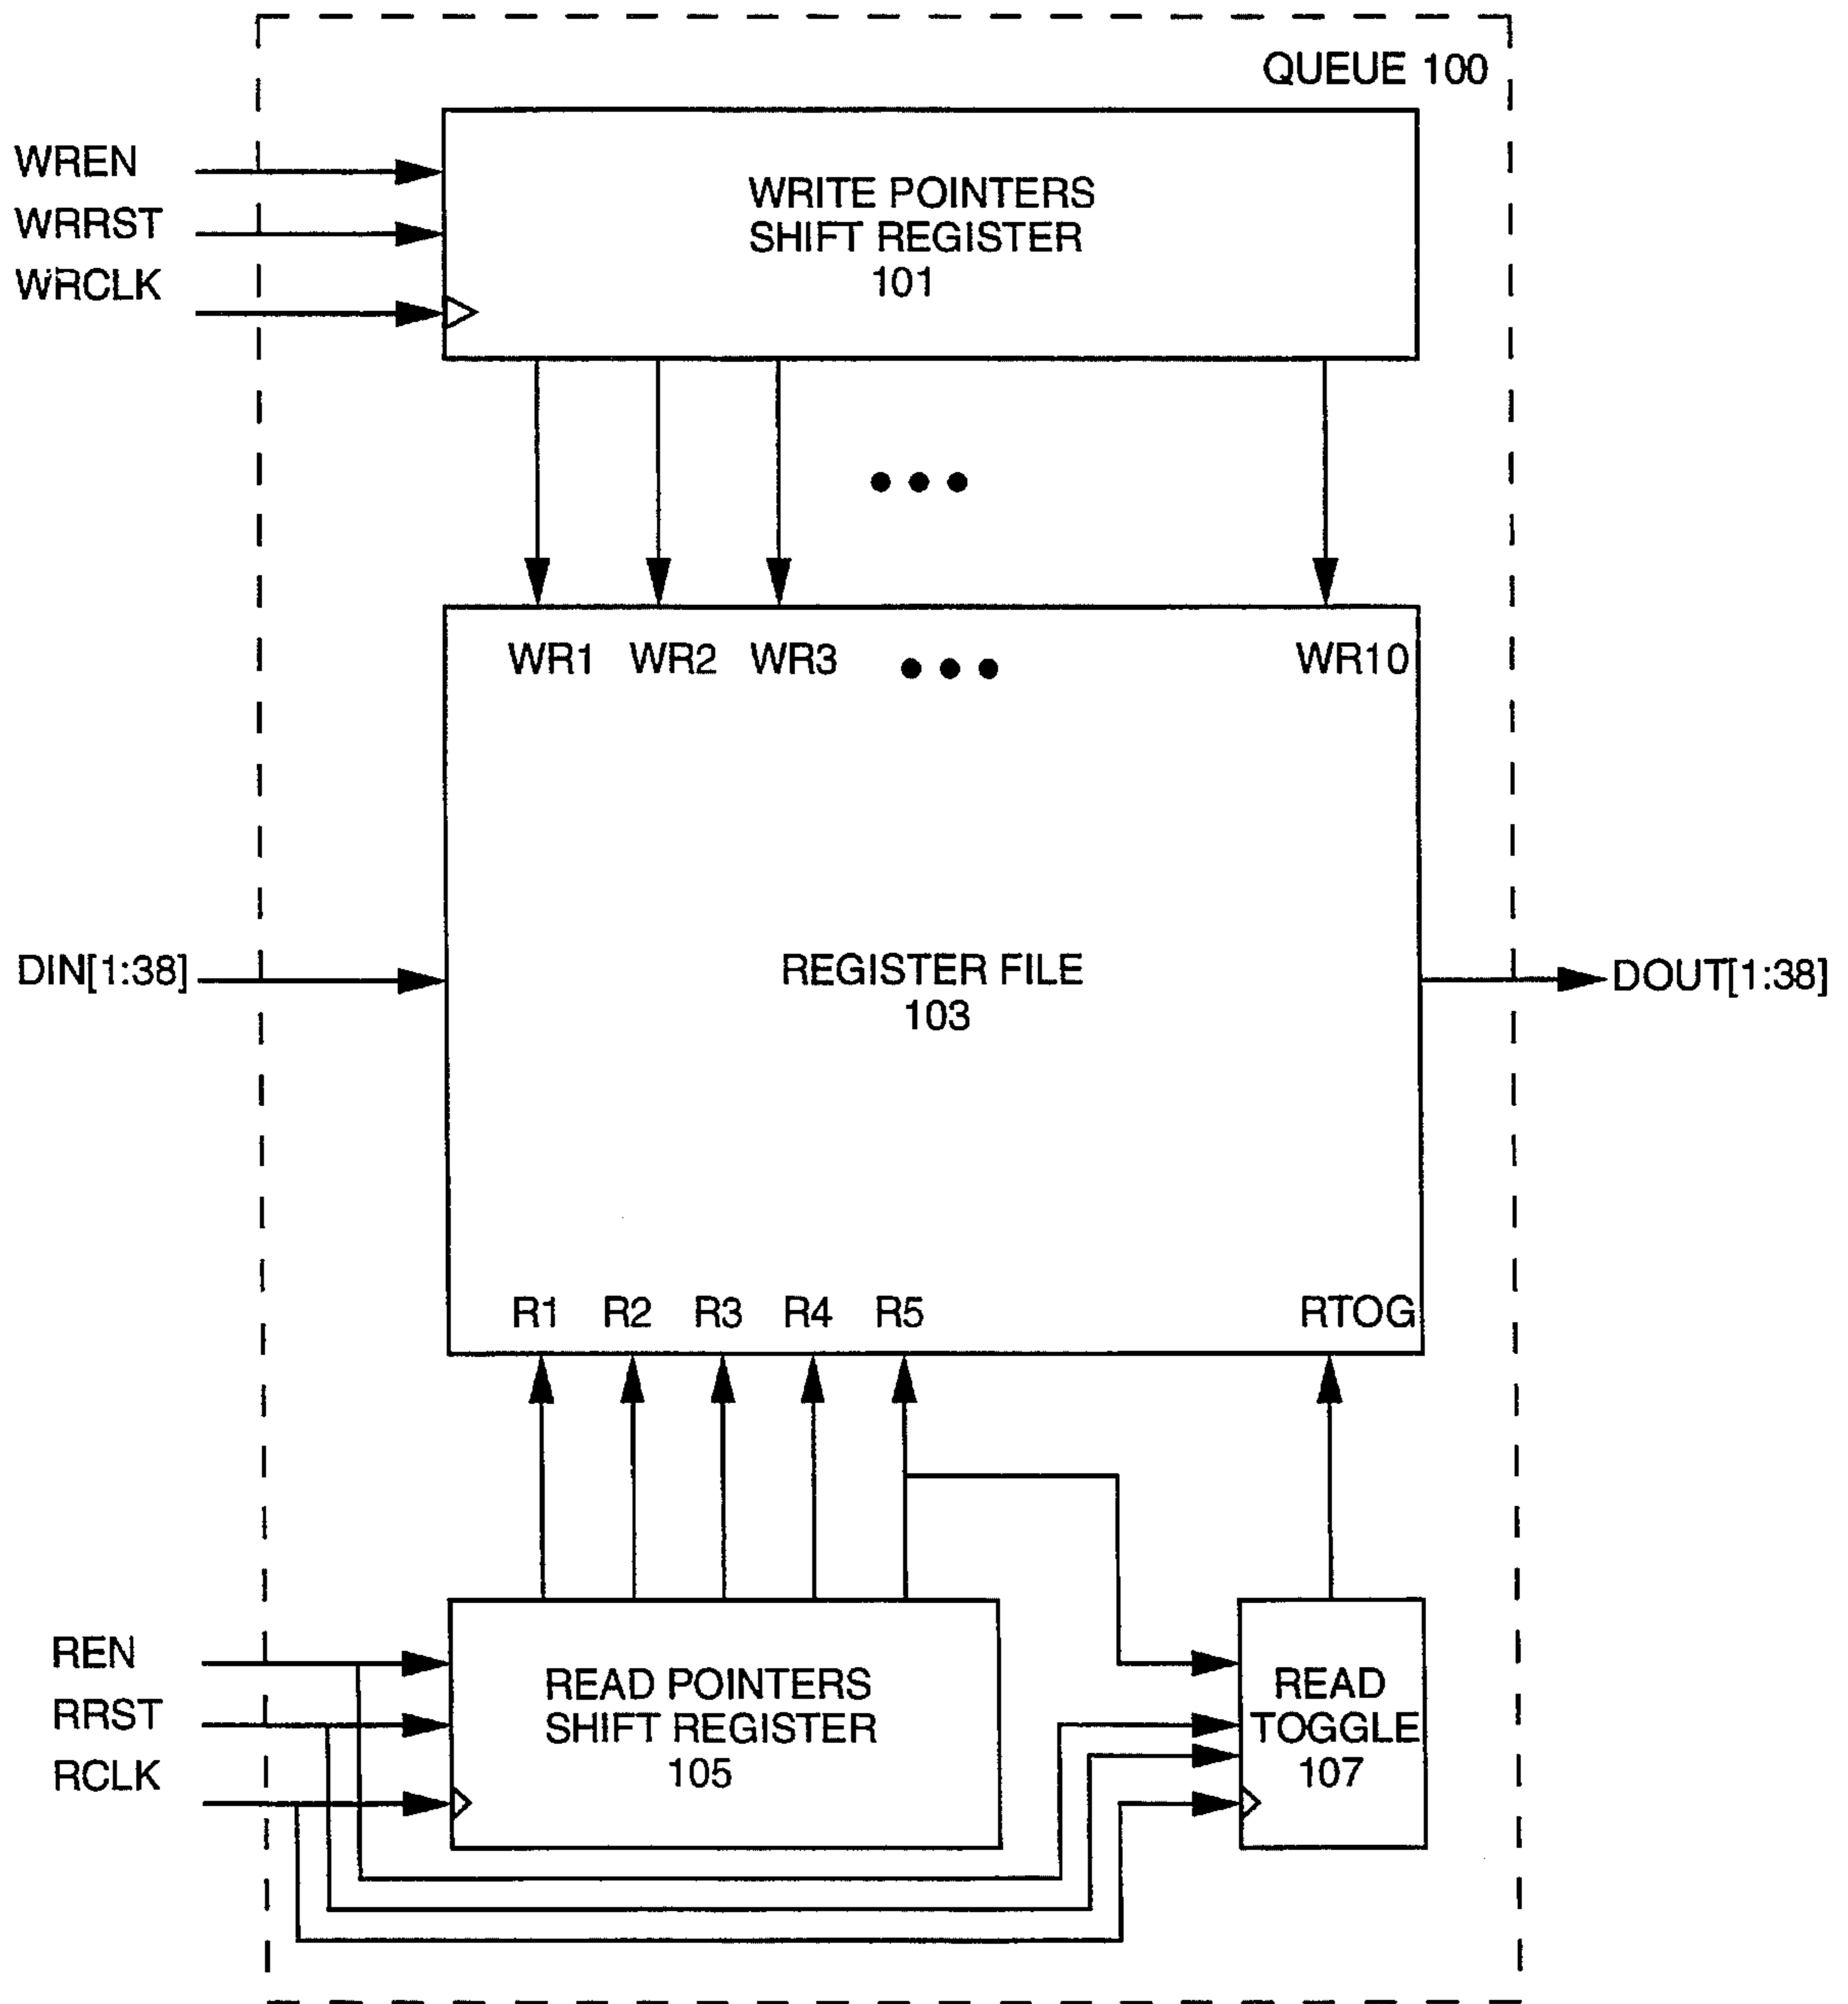 QUEUE 100
WREN
WRRST
WRCLK
WRITE POINTERS
SHIFT REGISTER
101
WR1 WR2 WR3 ••• WR10
DIN[1:38]
REGISTER FILE
103
DOUT[1:38]
R1 R2 R3 R4 R5 RTOG
REN
RRST
RCLK
READ POINTERS
SHIFT REGISTER
105
READ
TOGGLE
107